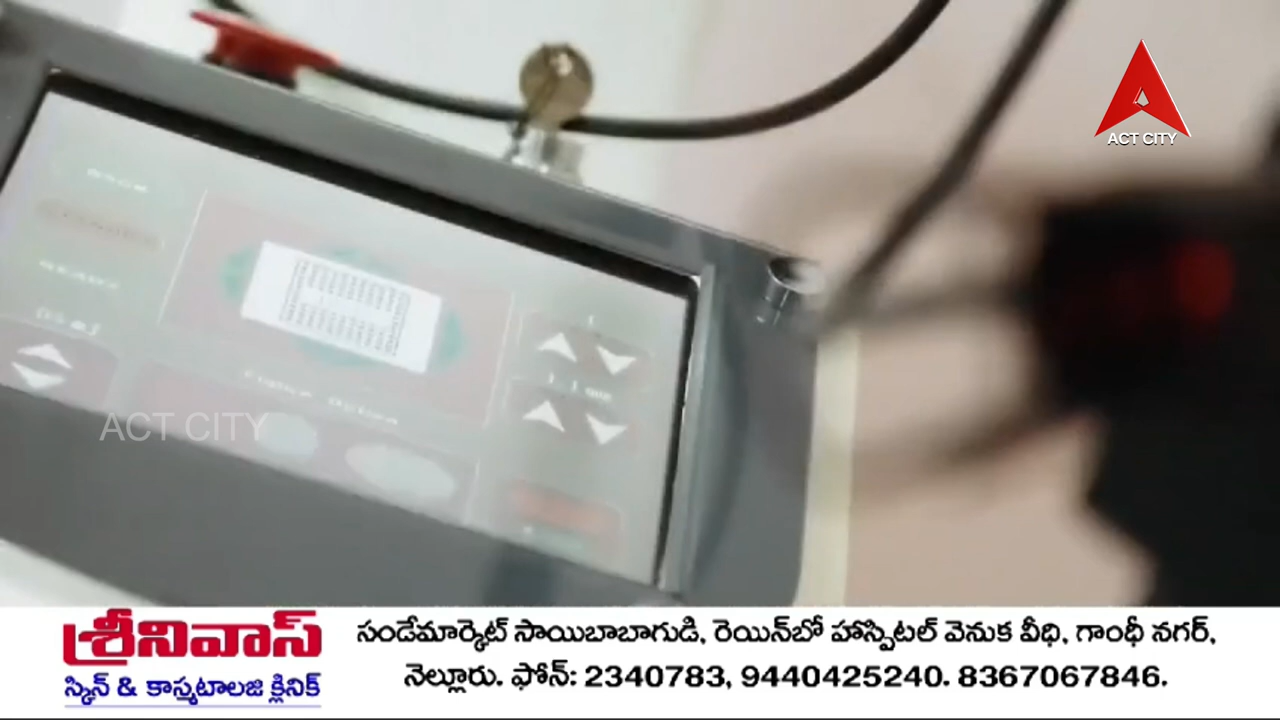 ACT CITY
ACT CITY
శ్రీనివాస్
స్కిన్ & కాస్మటాలజి క్లినిక్
సండేమార్కెట్ సాయిబాబాగుడి, రెయిన్‌బో హాస్పిటల్ వెనుక వీధి, గాంధీ నగర్,
నెల్లూరు. ఫోన్: 2340783, 9440425240. 8367067846.